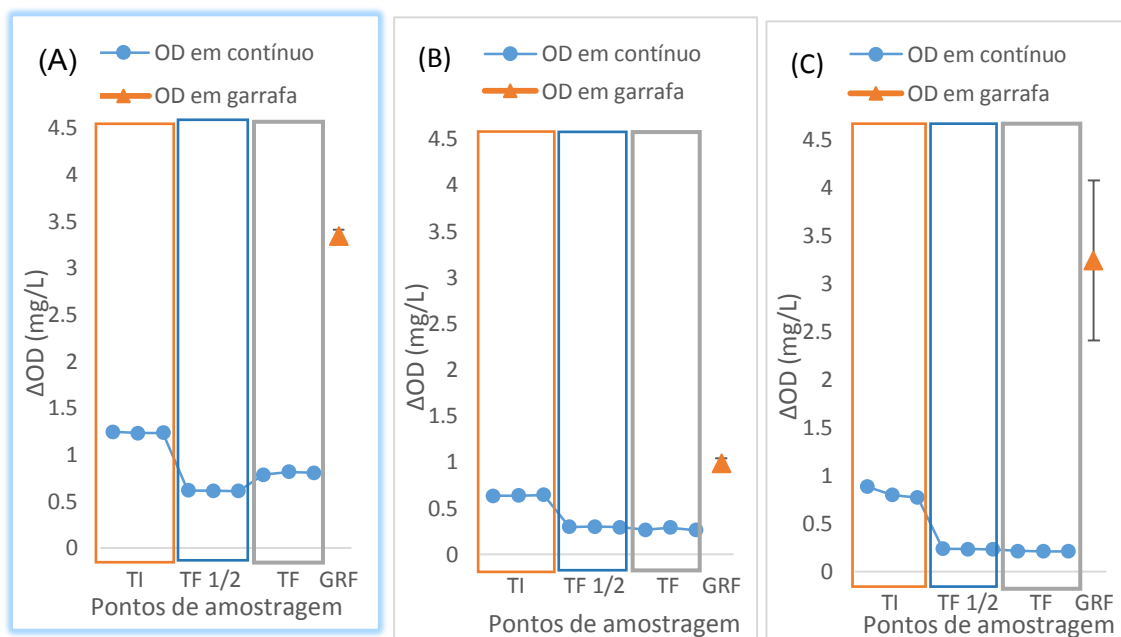 (A)
OD em contínuo
OD em garrafa
4.5
4
3.5
3
2.5
2
1.5
1
0.5
0
ΔOD (mg/L)
TI TF 1/2 TF GRF
Pontos de amostragem
(B)
OD em contínuo
OD em garrafa
4.5
4
3.5
3
2.5
2
1.5
1
0.5
0
ΔOD (mg/L)
TI TF 1/2 TF GRF
Pontos de amostragem
(C)
OD em contínuo
OD em garrafa
4.5
4
3.5
3
2.5
2
1.5
1
0.5
0
ΔOD (mg/L)
TI TF 1/2 TF GRF
Pontos de amostragem